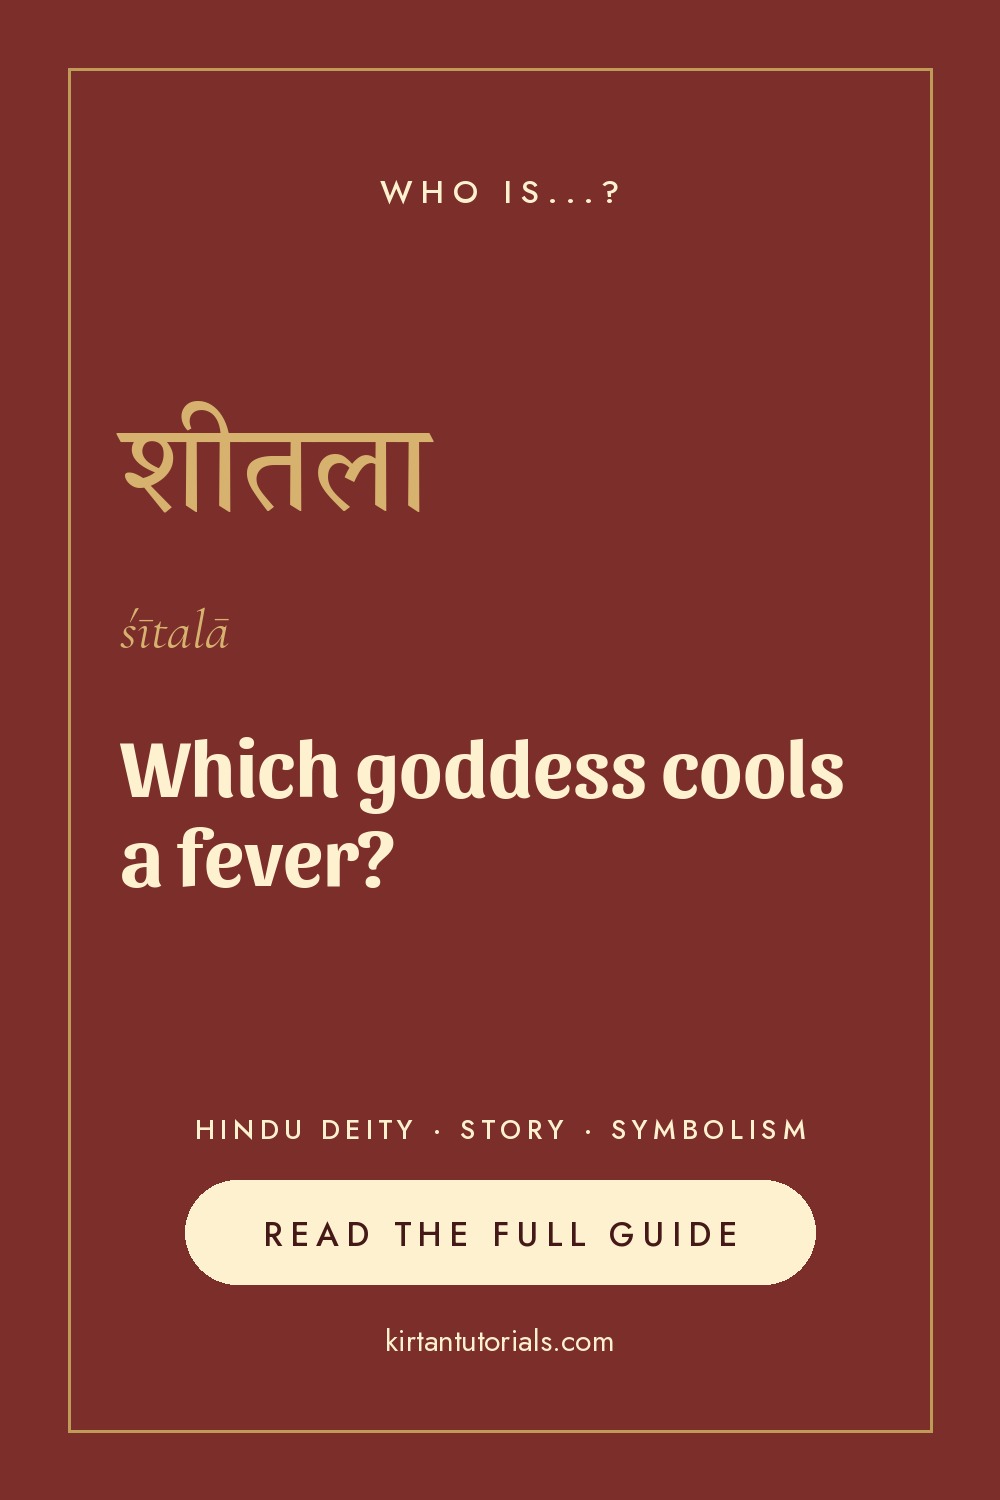 WHO IS...?
शीतला
śītalā
Which goddess cools
a fever?
HINDU DEITY · STORY · SYMBOLISM
READ THE FULL GUIDE
kirtantutorials.com